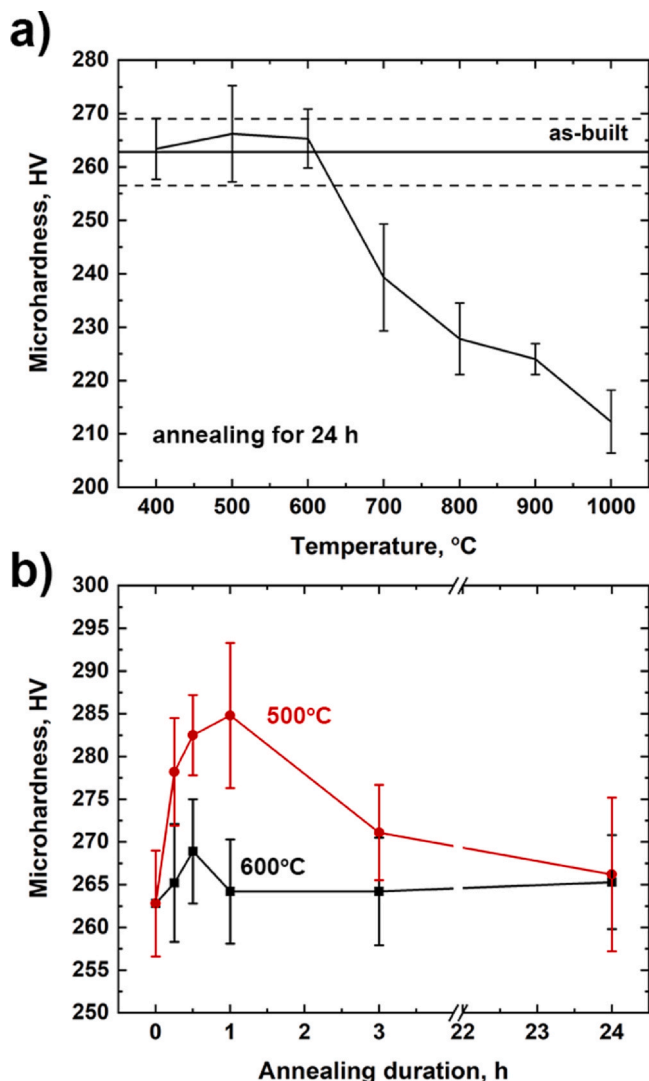 a)
280
270
260
250
240
230
220
210
200
Microhardness, HV
as-built
annealing for 24 h
400 500 600 700 800 900 1000
Temperature, °C
b)
300
295
290
285
280
275
270
265
260
255
250
Microhardness, HV
500°C
600°C
0 1 2 3 22 23 24
Annealing duration, h